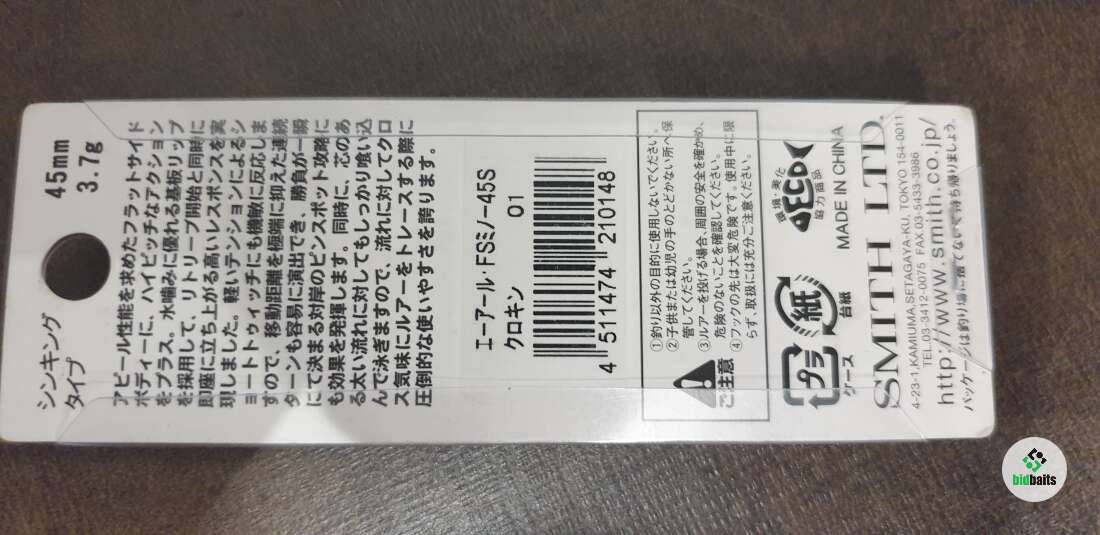 シンキング
タイプ
45mm
3.7g
アピール性能を求めたフラットサイド
ボディーに、ハイピッチなアクション
をプラス。水噛みに優れる基板リップ
を採用して、リトリーブ開始と同時に
即座に立ち上がる高いレスポンスを実
現しました。軽いテンションによるシ
ョートトゥイッチにも機敏に反応しま
すので、移動距離を極端に抑えた連続
ターンも容易に演出でき、勝負が一瞬
にて決まる対岸のピンスポット攻略に
も効果を発揮します。同時に、芯のあ
る太い流れに対してもしっかり喰い込
んで泳ぎますので、流れに対してクロ
ス気味にルアーをトレースする際に
圧倒的な使いやすさを誇ります。
エーアール・FSミノー45S
クロキン 01
4 511474 210148
ご注意
①釣り以外の目的に使用しないでください。
②子供または幼児の手のとどかない所へ保
管してください。
③ルアーを投げる場合、周囲の安全を確かめ、
危険のないことを確認してください。
④フックの先は大変危険です。使用中に限
らず、取扱には充分ご注意ください。
プラ
ケース
紙
台紙
環境・美化
ECO
協力商品
MADE IN CHINA
SMITH LTD.
4-23-1,KAMIUMA,SETAGAYA-KU, TOKYO 154-0011
TEL.03-3412-0075 FAX 03-5433-3986
http://www.smith.co.jp/
パッケージは釣り場に捨てないで持ち帰りましょう。
bidbaits